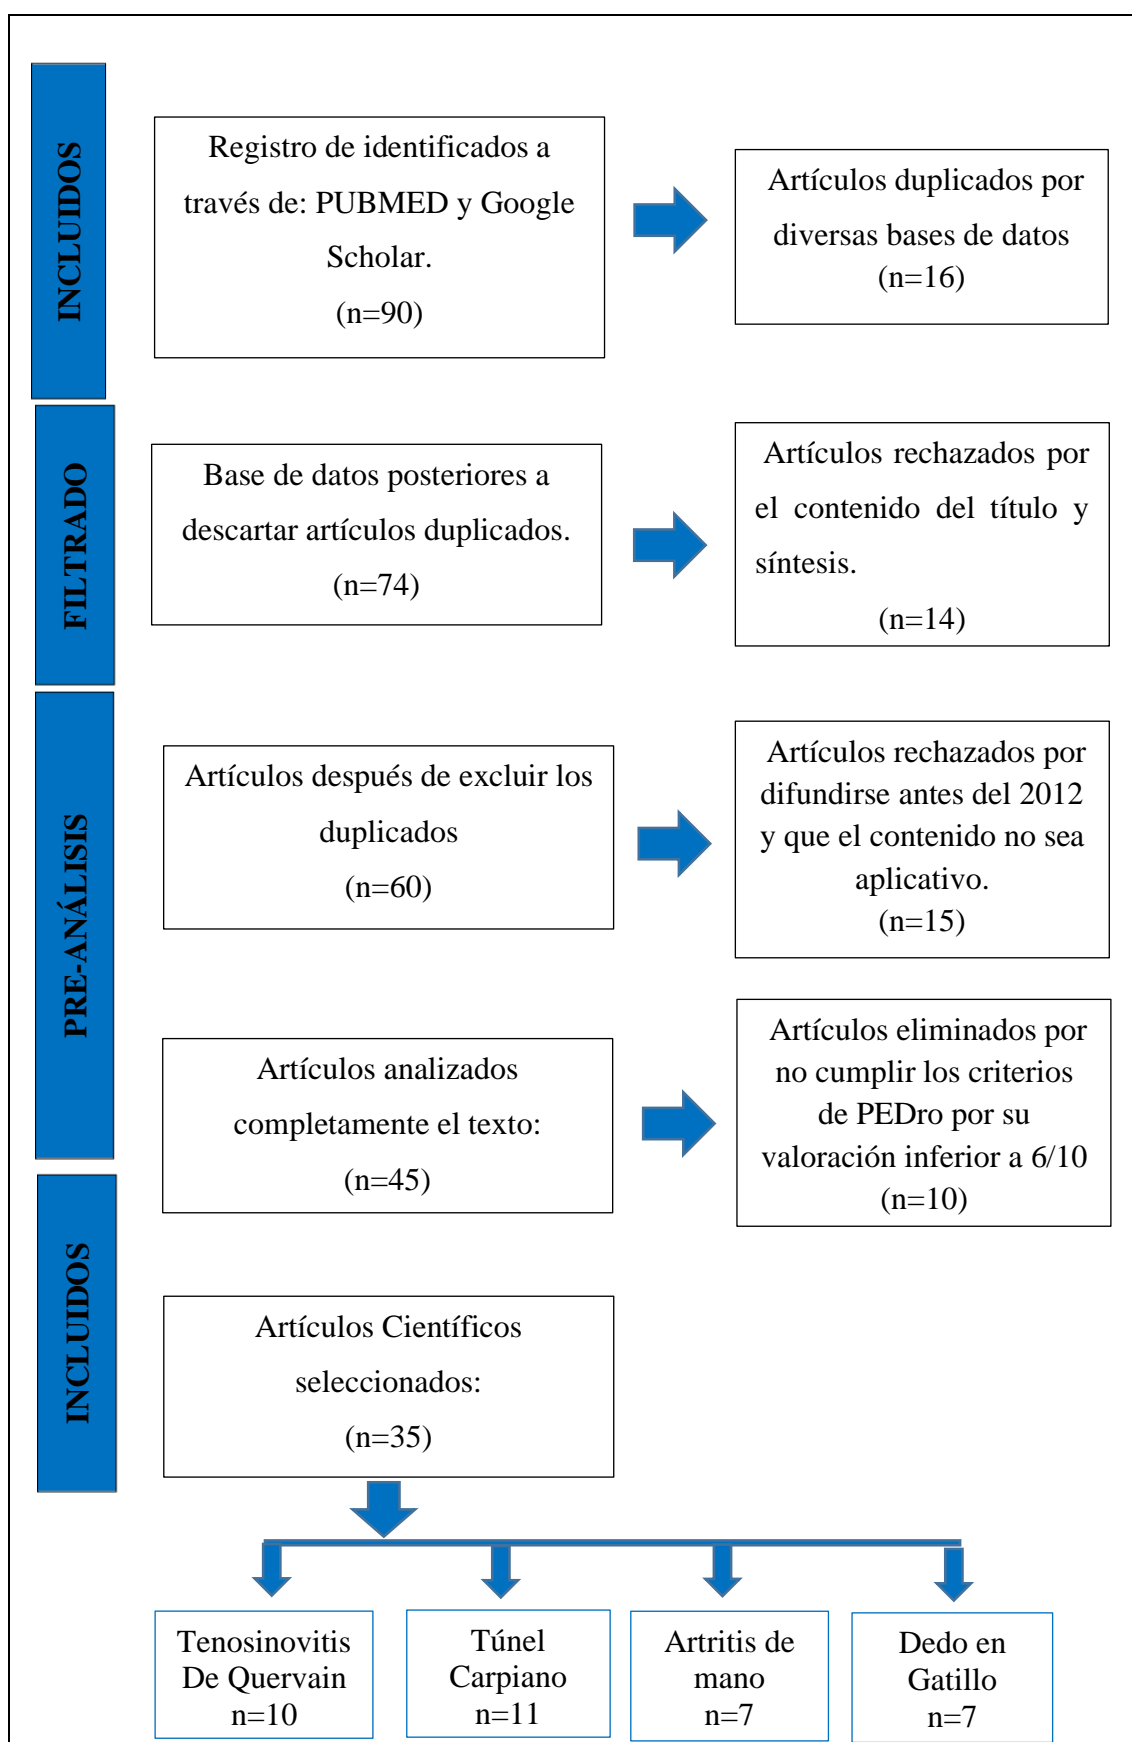 INCLUIDOS
Registro de identificados a
través de: PUBMED y Google
Scholar.
(n=90)
Artículos duplicados por
diversas bases de datos
(n=16)
FILTRADO
Base de datos posteriores a
descartar artículos duplicados.
(n=74)
Artículos rechazados por
el contenido del título y
síntesis.
(n=14)
PRE-ANÁLISIS
Artículos después de excluir los
duplicados
(n=60)
Artículos rechazados por
difundirse antes del 2012
y que el contenido no sea
aplicativo.
(n=15)
Artículos analizados
completamente el texto:
(n=45)
Artículos eliminados por
no cumplir los criterios
de PEDro por su
valoración inferior a 6/10
(n=10)
INCLUIDOS
Artículos Científicos
seleccionados:
(n=35)
Tenosinovitis
De Quervain
n=10
Túnel
Carpiano
n=11
Artritis de
mano
n=7
Dedo en
Gatillo
n=7